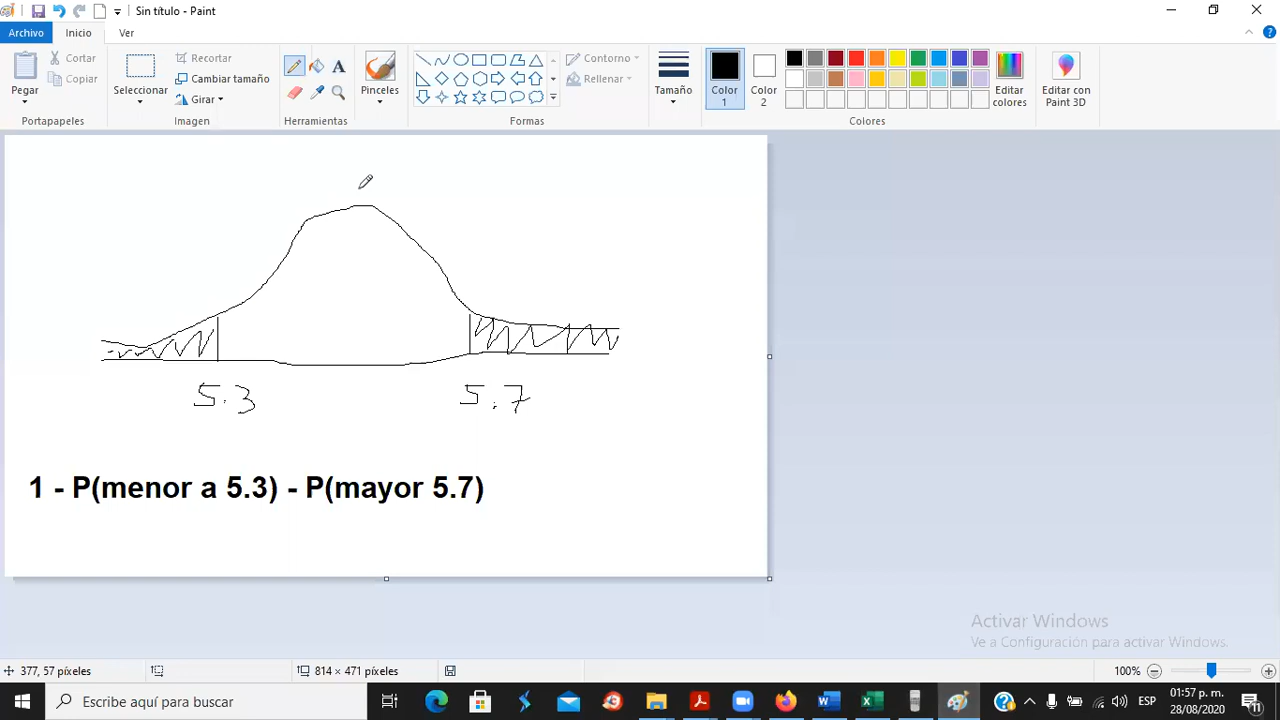 Sin título - Paint
Archivo Inicio Ver
Pegar
Cortar
Copiar
Portapapeles
Seleccionar
Recortar
Cambiar tamaño
Girar
Imagen
A
Herramientas
Pinceles
Contorno
Rellenar
Formas
Tamaño
Color 1
Color 2
Editar colores
Colores
Editar con Paint 3D
5.3 5.7
1 - P(menor a 5.3) - P(mayor 5.7)
Activar Windows
Ve a Configuración para activar Windows.
377, 57 píxeles
814 × 471 píxeles
100%
Escribe aquí para buscar
ESP
01:57 p. m.
28/08/2020
11